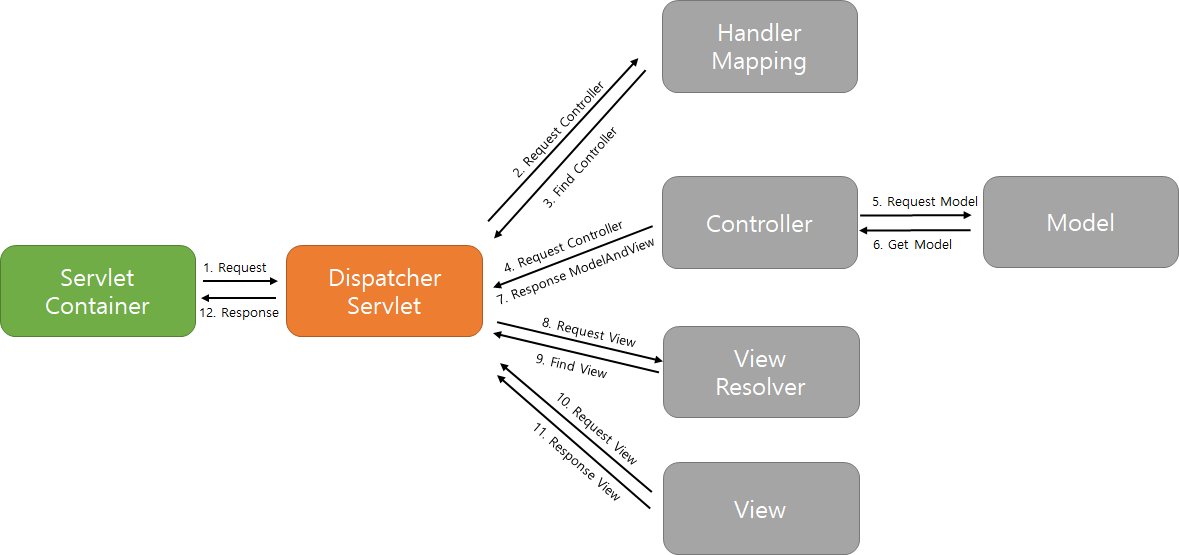 Handler
Mapping
2. Request Controller
3. Find Controller
Controller
5. Request Model
6. Get Model
Model
4. Request Controller
7. Response ModelAndView
Servlet
Container
1. Request
12. Response
Dispatcher
Servlet
8. Request View
9. Find View
View
Resolver
10. Request View
11. Response View
View